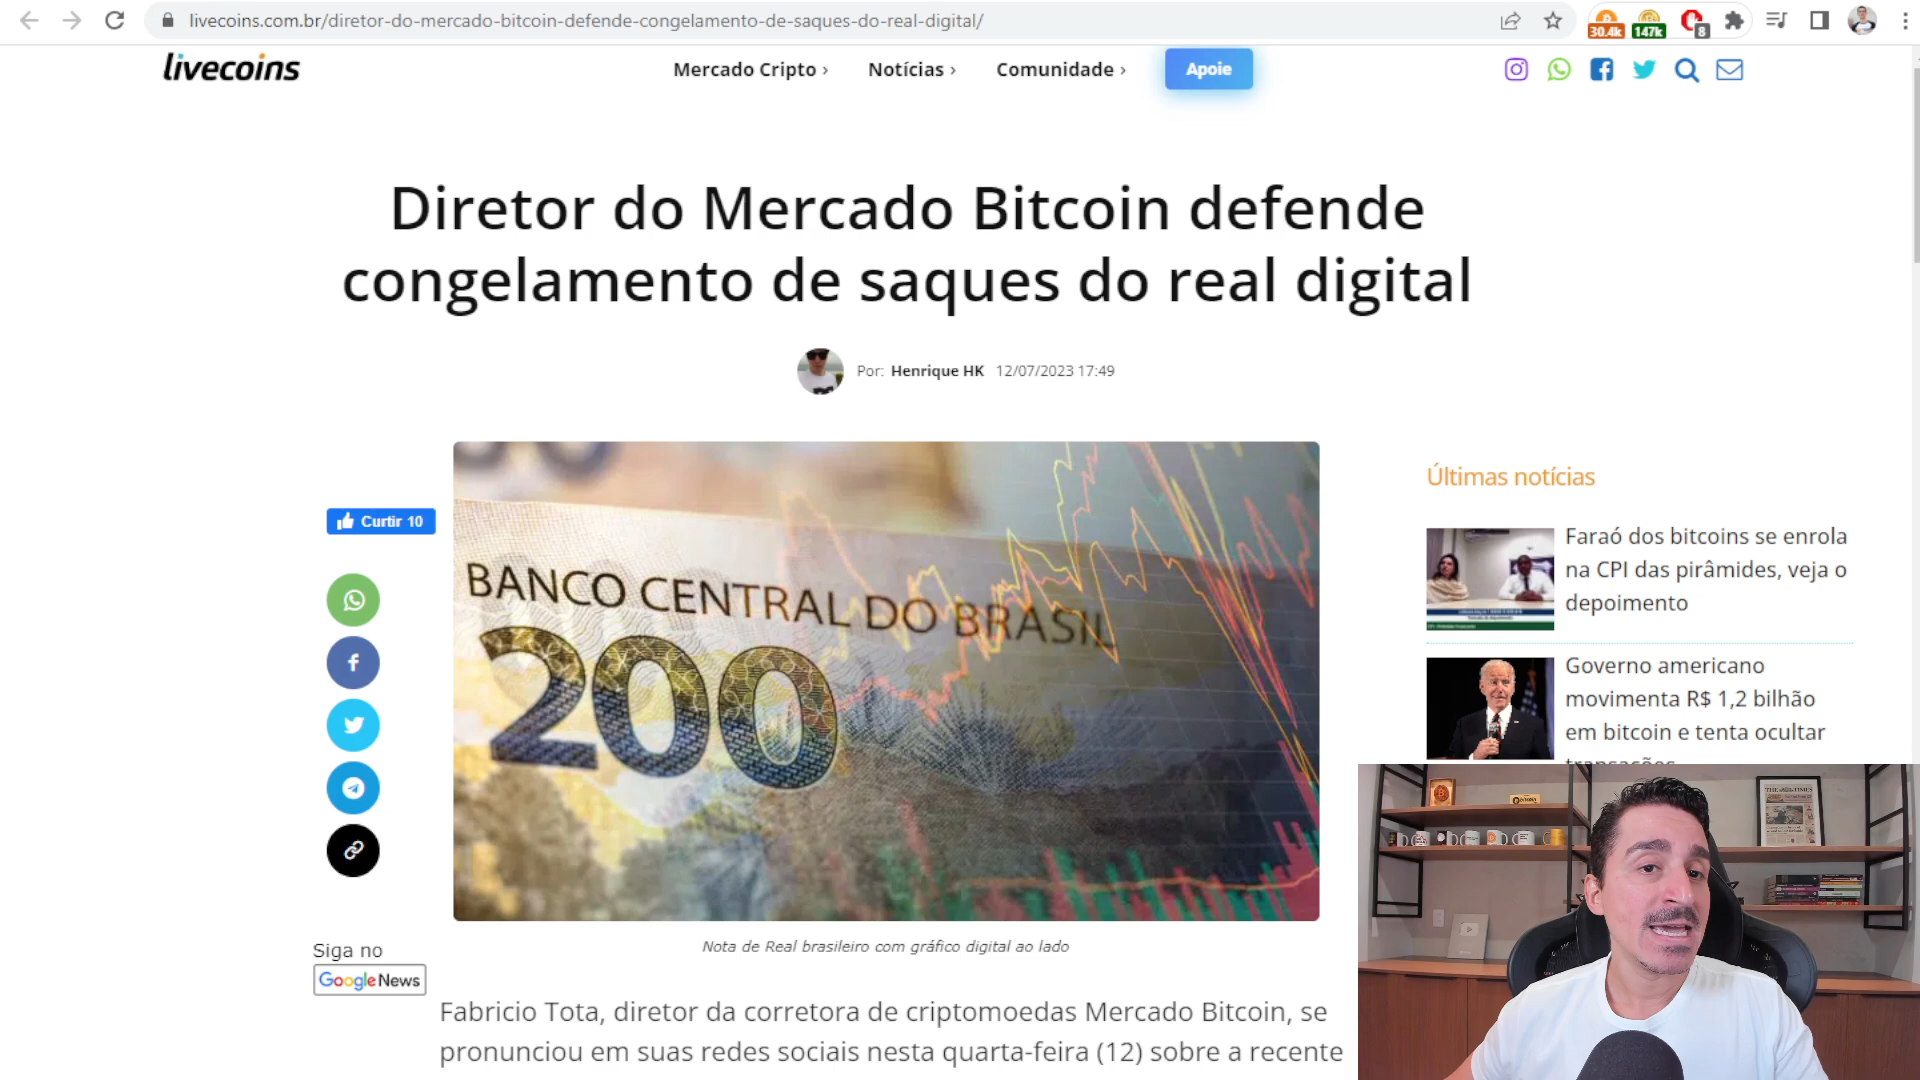 livecoins.com.br/diretor-do-mercado-bitcoin-defende-congelamento-de-saques-do-real-digital/
30.4k
147k
8
livecoins
Mercado Cripto ›
Notícias ›
Comunidade ›
Apoie
Diretor do Mercado Bitcoin defende
congelamento de saques do real digital
Por: Henrique HK 12/07/2023 17:49
Curtir 10
BANCO CENTRAL DO BRASIL
200
Nota de Real brasileiro com gráfico digital ao lado
Siga no
Google News
Fabricio Tota, diretor da corretora de criptomoedas Mercado Bitcoin, se
pronunciou em suas redes sociais nesta quarta-feira (12) sobre a recente
Últimas notícias
Faraó dos bitcoins se enrola
na CPI das pirâmides, veja o
depoimento
Governo americano
movimenta R$ 1,2 bilhão
em bitcoin e tenta ocultar
transações